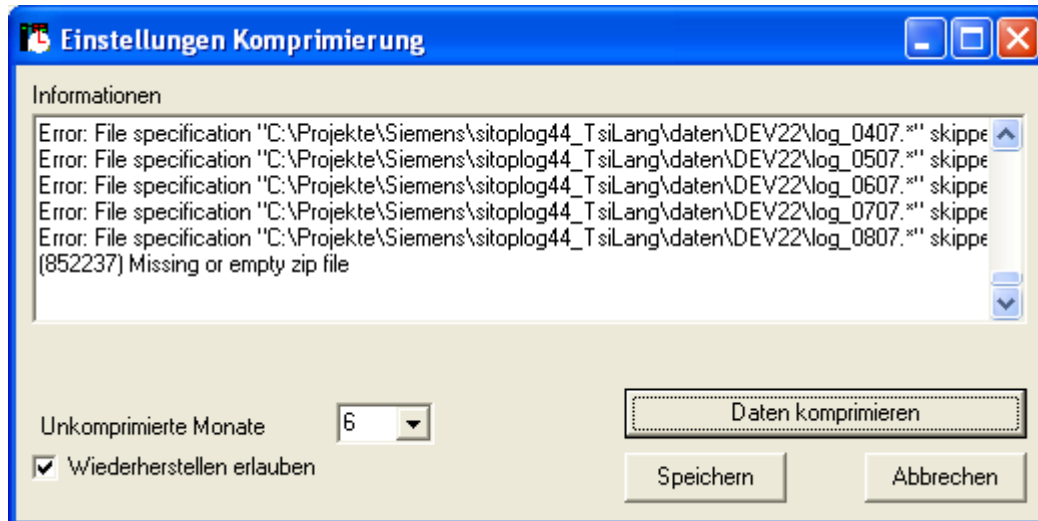 Einstellungen Komprimierung
Informationen
Error: File specification "C:\Projekte\Siemens\sitoplog44_TsiLang\daten\DEV22\log_0407.*" skippe
Error: File specification "C:\Projekte\Siemens\sitoplog44_TsiLang\daten\DEV22\log_0507.*" skippe
Error: File specification "C:\Projekte\Siemens\sitoplog44_TsiLang\daten\DEV22\log_0607.*" skippe
Error: File specification "C:\Projekte\Siemens\sitoplog44_TsiLang\daten\DEV22\log_0707.*" skippe
Error: File specification "C:\Projekte\Siemens\sitoplog44_TsiLang\daten\DEV22\log_0807.*" skippe
(852237) Missing or empty zip file
Unkomprimierte Monate 6
Daten komprimieren
Wiederherstellen erlauben
Speichern Abbrechen